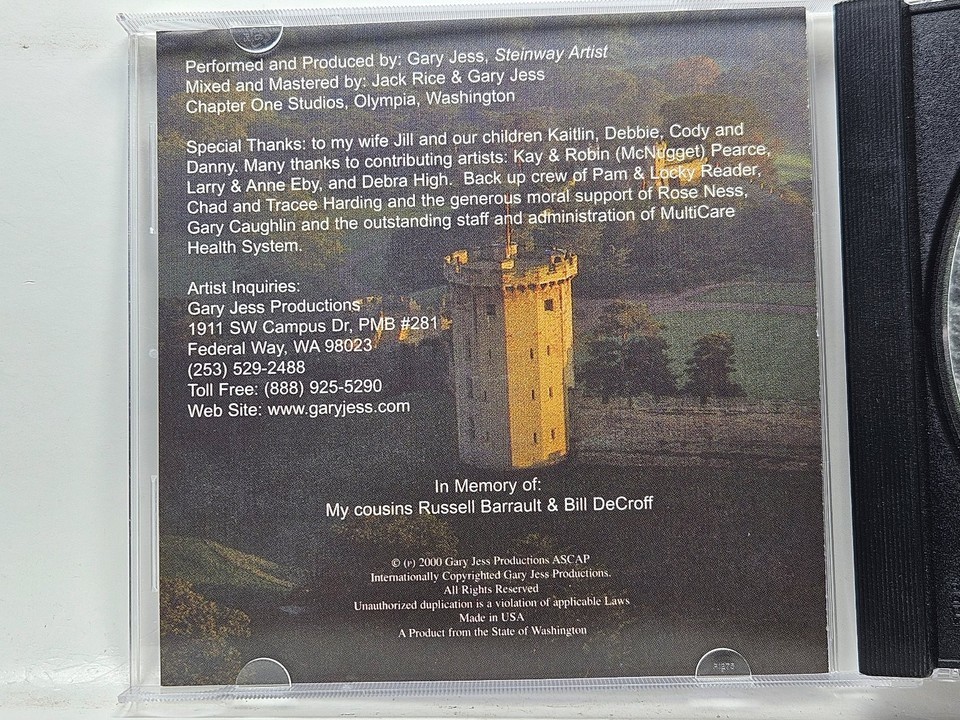 Performed and Produced by: Gary Jess, Steinway Artist
Mixed and Mastered by: Jack Rice & Gary Jess
Chapter One Studios, Olympia, Washington
Special Thanks: to my wife Jill and our children Kaitlin, Debbie, Cody and
Danny. Many thanks to contributing artists: Kay & Robin (McNugget) Pearce,
Larry & Anne Eby, and Debra High. Back up crew of Pam & Locky Reader,
Chad and Tracee Harding and the generous moral support of Rose Ness,
Gary Caughlin and the outstanding staff and administration of MultiCare
Health System.
Artist Inquiries:
Gary Jess Productions
1911 SW Campus Dr, PMB #281
Federal Way, WA 98023
(253) 529-2488
Toll Free: (888) 925-5290
Web Site: www.garyjess.com
In Memory of:
My cousins Russell Barrault & Bill DeCroff
© (P) 2000 Gary Jess Productions ASCAP
Internationally Copyrighted Gary Jess Productions.
All Rights Reserved
Unauthorized duplication is a violation of applicable Laws
Made in USA
A Product from the State of Washington